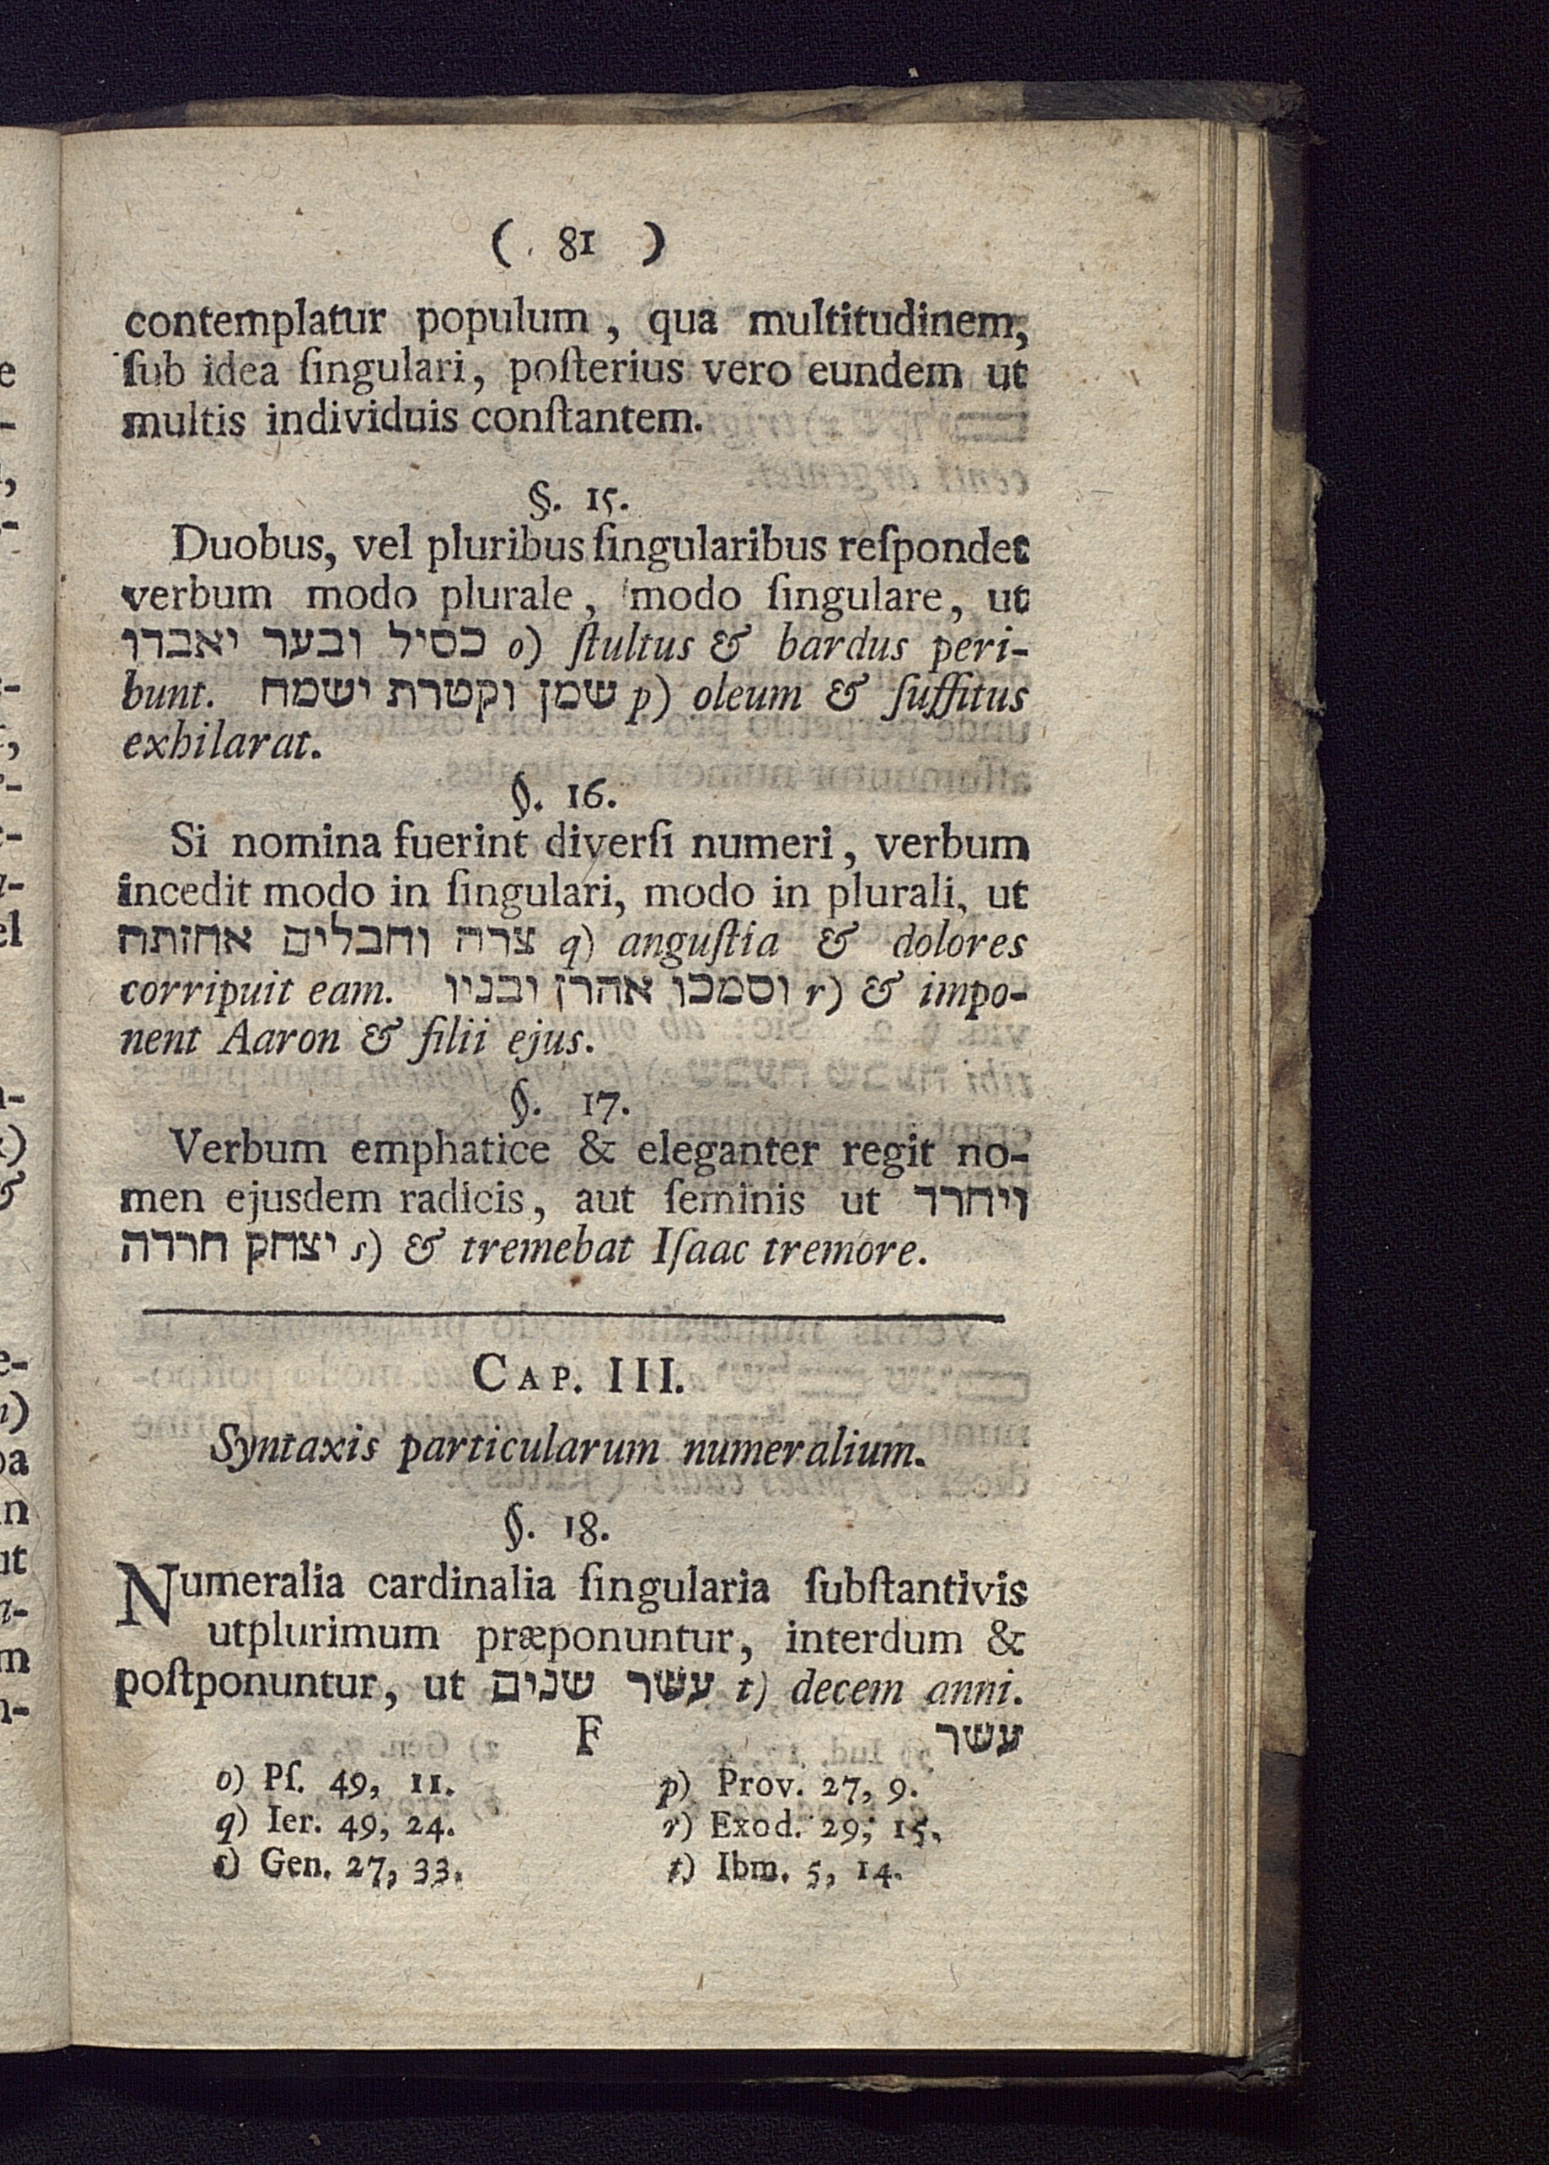 ( 81 )
contemplatur populum, qua multitudinem,
ſub idea ſingulari, poſterius vero eundem ut
multis individuis conſtantem.
§. 15.
Duobus, vel pluribus ſingularibus reſpondet
verbum modo plurale, modo ſingulare, ut
כסיל ובער יאבדו o) ſtultus & bardus peri-
bunt. שמן וקטרת ישמח p) oleum & ſuffitus
exhilarat.
§. 16.
Si nomina fuerint diverſi numeri, verbum
incedit modo in ſingulari, modo in plurali, ut
צרה וחבלים אחזתה q) anguſtia & dolores
corripuit eam. וסמכו אהרן ובניו r) & impo-
nent Aaron & filii ejus.
§. 17.
Verbum emphatice & eleganter regit no-
men ejusdem radicis, aut ſeminis ut ויחרד
יצחק חרדה s) & tremebat Iſaac tremore.
CAP. III.
Syntaxis particularum numeralium.
§. 18.
Numeralia cardinalia ſingularia ſubſtantivis
utplurimum præponuntur, interdum &
poſtponuntur, ut עשר שנים t) decem anni.
F עשר
o) Pſ. 49, 11. p) Prov. 27, 9.
q) Ier. 49, 24. r) Exod. 29, 15.
s) Gen. 27, 33. t) Ibm. 5, 14.